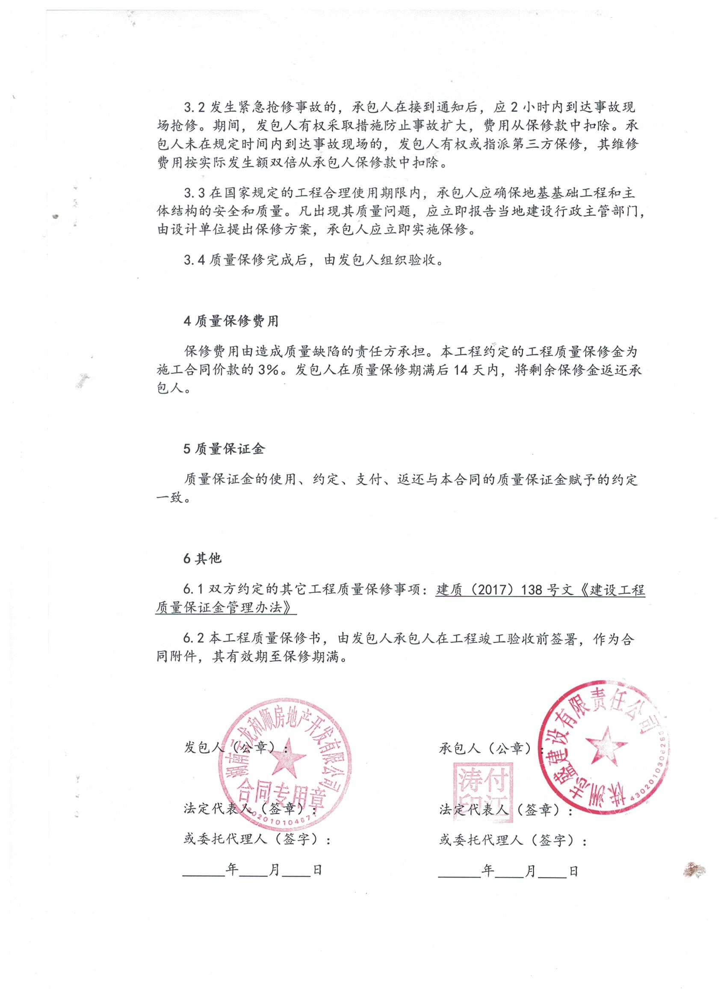 3.2发生紧急抢修事故的，承包人在接到通知后，应2小时内到达事故现
场抢修。期间，发包人有权采取措施防止事故扩大，费用从保修款中扣除。承
包人未在规定时间内到达事故现场的，发包人有权或指派第三方保修，其维修
费用按实际发生额双倍从承包人保修款中扣除。
3.3在国家规定的工程合理使用期限内，承包人应确保地基基础工程和主
体结构的安全和质量。凡出现其质量问题，应立即报告当地建设行政主管部门，
由设计单位提出保修方案，承包人应立即实施保修。
3.4质量保修完成后，由发包人组织验收。
4质量保修费用
保修费用由造成质量缺陷的责任方承担。本工程约定的工程质量保修金为
施工合同价款的3%。发包人在质量保修期满后14天内，将剩余保修金返还承
包人。
5质量保证金
质量保证金的使用、约定、支付、返还与本合同的质量保证金赋予的约定
一致。
6其他
6.1双方约定的其它工程质量保修事项：建质（2017）138号文《建设工程
质量保证金管理办法》
6.2本工程质量保修书，由发包人承包人在工程竣工验收前签署，作为合
同附件，其有效期至保修期满。
发包人（公章）：
承包人（公章）：
湖南玉龙和顺房地产开发有限公司
合同专用章
株洲志盛建设有限责任公司
付江
涛印
法定代表人（签章）：
法定代表人（签章）：
或委托代理人（签字）：
或委托代理人（签字）：
______年____月____日
______年____月____日